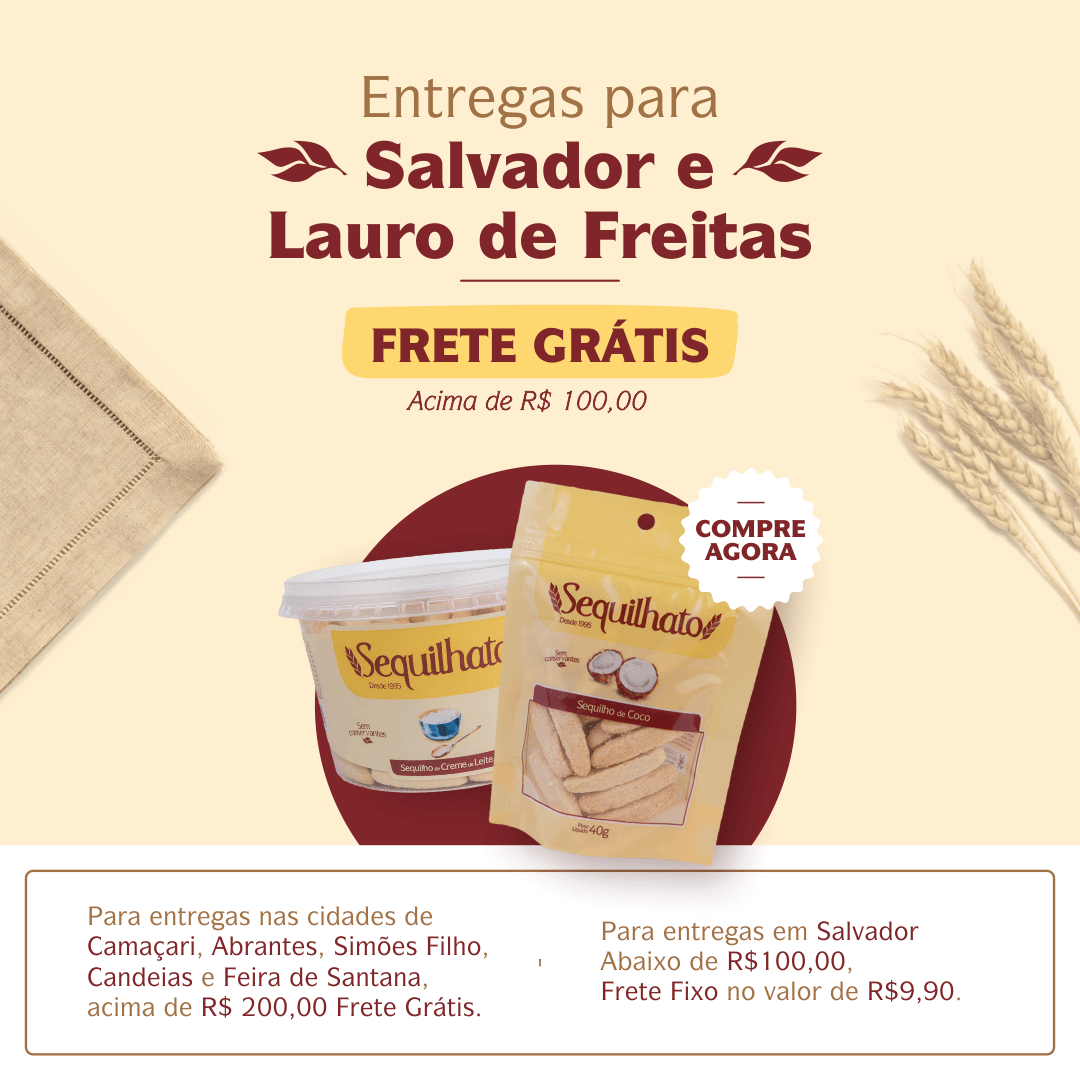 Entregas para
Salvador e
Lauro de Freitas
FRETE GRÁTIS
Acima de R$ 100,00
COMPRE
AGORA
Sequilhato
Desde 1995
Sem
conservantes
Sequilho de Creme de Leite
Sequilhato
Desde 1995
Sem
conservantes
Sequilho de Coco
Peso
Líquido 40g
Para entregas nas cidades de
Camaçari, Abrantes, Simões Filho,
Candeias e Feira de Santana,
acima de R$ 200,00 Frete Grátis.
Para entregas em Salvador
Abaixo de R$100,00,
Frete Fixo no valor de R$9,90.